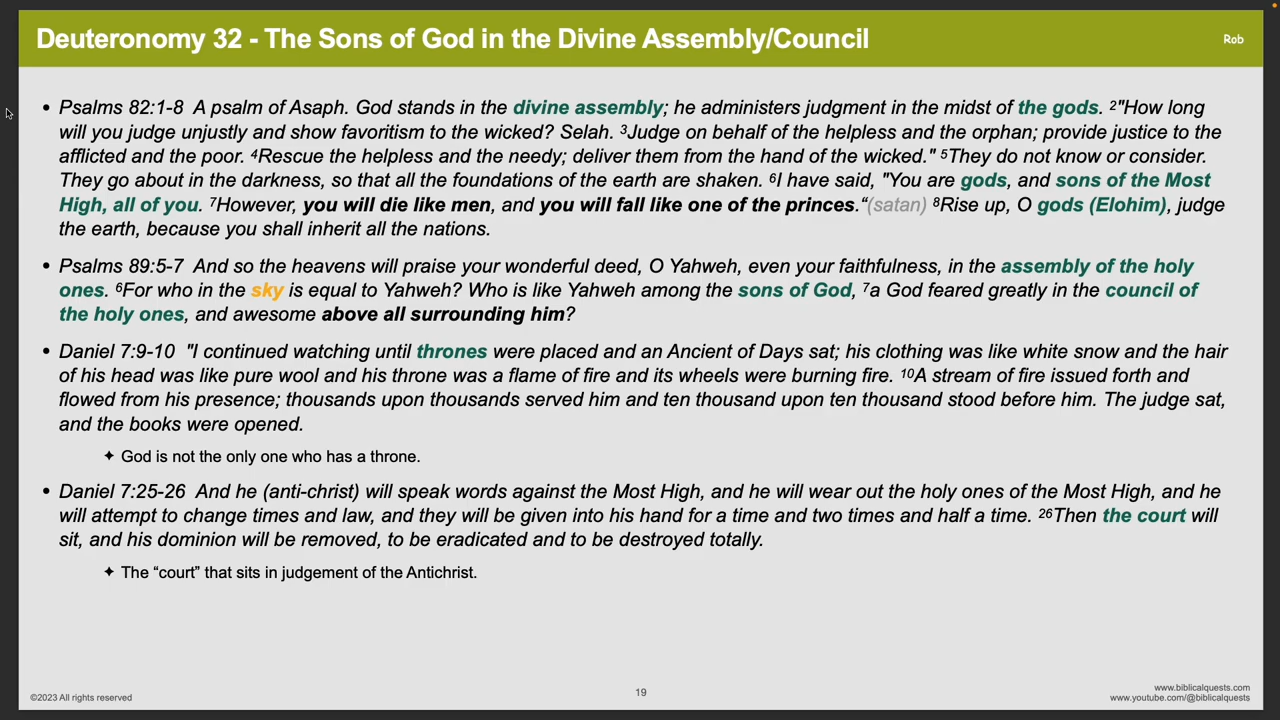 Deuteronomy 32 - The Sons of God in the Divine Assembly/Council
Rob
• Psalms 82:1-8 A psalm of Asaph. God stands in the divine assembly; he administers judgment in the midst of the gods. ²"How long
will you judge unjustly and show favoritism to the wicked? Selah. ³Judge on behalf of the helpless and the orphan; provide justice to the
afflicted and the poor. ⁴Rescue the helpless and the needy; deliver them from the hand of the wicked." ⁵They do not know or consider.
They go about in the darkness, so that all the foundations of the earth are shaken. ⁶I have said, "You are gods, and sons of the Most
High, all of you. ⁷However, you will die like men, and you will fall like one of the princes.“(satan) ⁸Rise up, O gods (Elohim), judge
the earth, because you shall inherit all the nations.
• Psalms 89:5-7 And so the heavens will praise your wonderful deed, O Yahweh, even your faithfulness, in the assembly of the holy
ones. ⁶For who in the sky is equal to Yahweh? Who is like Yahweh among the sons of God, ⁷a God feared greatly in the council of
the holy ones, and awesome above all surrounding him?
• Daniel 7:9-10 "I continued watching until thrones were placed and an Ancient of Days sat; his clothing was like white snow and the hair
of his head was like pure wool and his throne was a flame of fire and its wheels were burning fire. ¹⁰A stream of fire issued forth and
flowed from his presence; thousands upon thousands served him and ten thousand upon ten thousand stood before him. The judge sat,
and the books were opened.
✦ God is not the only one who has a throne.
• Daniel 7:25-26 And he (anti-christ) will speak words against the Most High, and he will wear out the holy ones of the Most High, and he
will attempt to change times and law, and they will be given into his hand for a time and two times and half a time. ²⁶Then the court will
sit, and his dominion will be removed, to be eradicated and to be destroyed totally.
✦ The “court” that sits in judgement of the Antichrist.
©2023 All rights reserved
19
www.biblicalquests.com
www.youtube.com/@biblicalquests